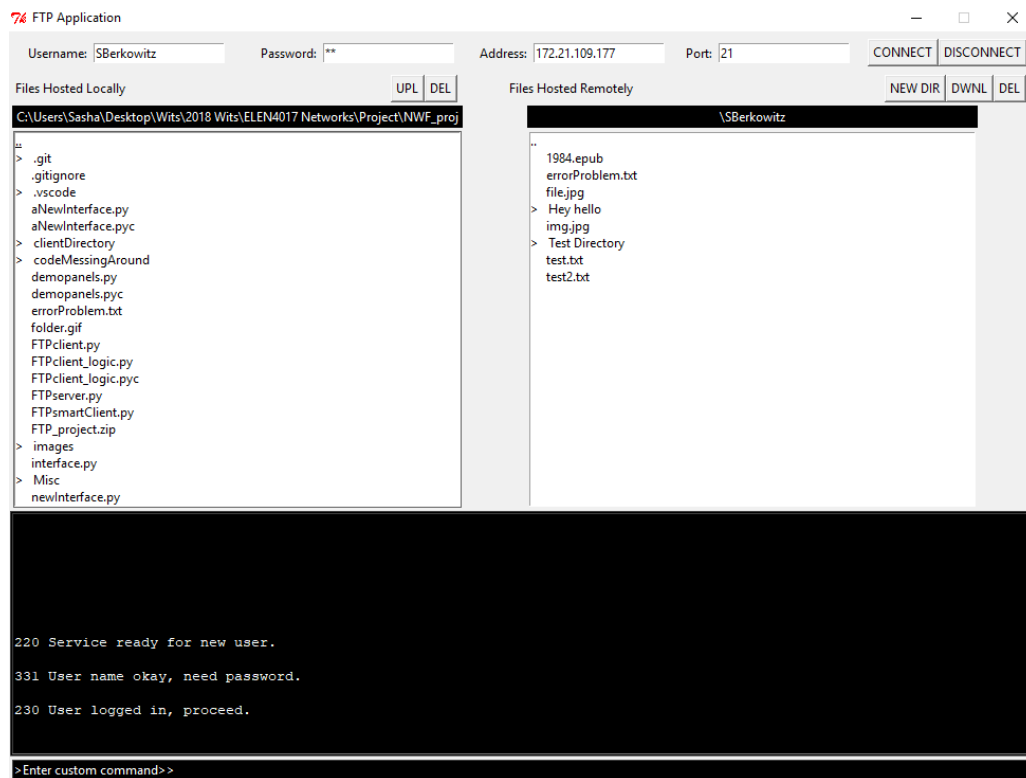 FTP Application
Username: SBerkowitz Password: ** Address: 172.21.109.177 Port: 21 CONNECT DISCONNECT
Files Hosted Locally UPL DEL Files Hosted Remotely NEW DIR DWNL DEL
C:\Users\Sasha\Desktop\Wits\2018 Wits\ELEN4017 Networks\Project\NWF_proj
..
> .git
.gitignore
> .vscode
aNewInterface.py
aNewInterface.pyc
> clientDirectory
> codeMessingAround
demopanels.py
demopanels.pyc
errorProblem.txt
folder.gif
FTPclient.py
FTPclient_logic.py
FTPclient_logic.pyc
FTPserver.py
FTPsmartClient.py
FTP_project.zip
> images
interface.py
> Misc
newInterface.py
\SBerkowitz
..
1984.epub
errorProblem.txt
file.jpg
> Hey hello
img.jpg
> Test Directory
test.txt
test2.txt
220 Service ready for new user.
331 User name okay, need password.
230 User logged in, proceed.
>Enter custom command>>